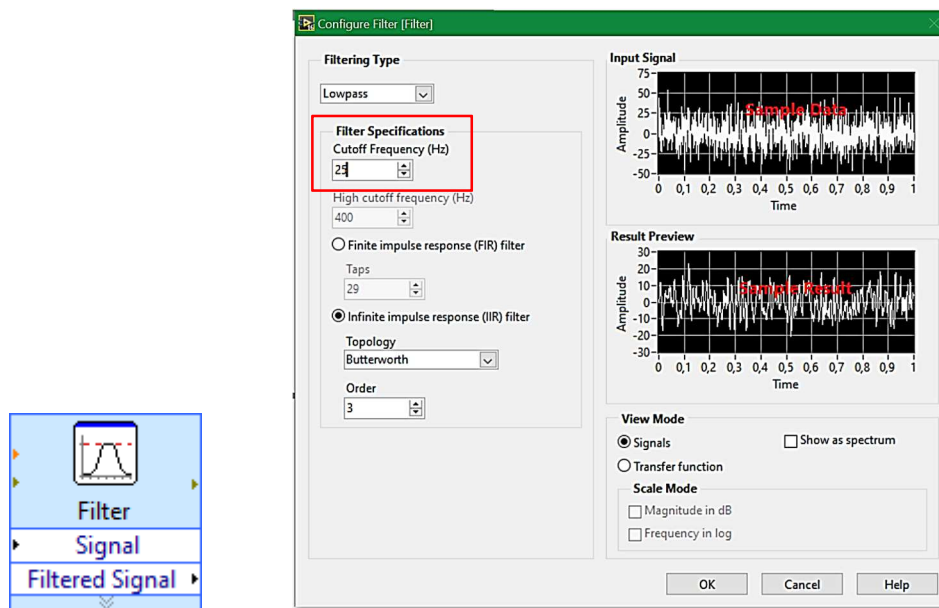 Configure Filter [Filter]
Filtering Type
Lowpass
Filter Specifications
Cutoff Frequency (Hz)
25
High cutoff frequency (Hz)
400
Finite impulse response (FIR) filter
Taps
29
Infinite impulse response (IIR) filter
Topology
Butterworth
Order
3
Input Signal
Sample Data
Amplitude
75
50
25
0
-25
-50
0 0,1 0,2 0,3 0,4 0,5 0,6 0,7 0,8 0,9 1
Time
Result Preview
Sample Result
Amplitude
30
20
10
0
-10
-20
-30
0 0,1 0,2 0,3 0,4 0,5 0,6 0,7 0,8 0,9 1
Time
View Mode
Signals
Show as spectrum
Transfer function
Scale Mode
Magnitude in dB
Frequency in log
OK Cancel Help
Filter
Signal
Filtered Signal